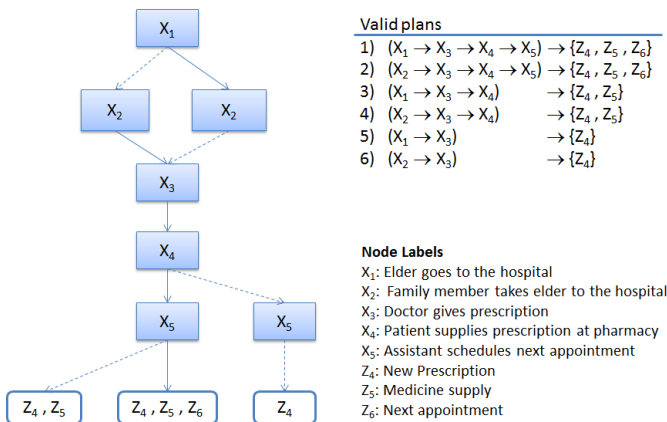 X1
X2
X2
X3
X4
X5
X5
Z4 , Z5
Z4 , Z5 , Z6
Z4
Valid plans
1) (X1 → X3 → X4 → X5) → {Z4 , Z5 , Z6}
2) (X2 → X3 → X4 → X5) → {Z4 , Z5 , Z6}
3) (X1 → X3 → X4) → {Z4 , Z5}
4) (X2 → X3 → X4) → {Z4 , Z5}
5) (X1 → X3) → {Z4}
6) (X2 → X3) → {Z4}
Node Labels
X1: Elder goes to the hospital
X2: Family member takes elder to the hospital
X3: Doctor gives prescription
X4: Patient supplies prescription at pharmacy
X5: Assistant schedules next appointment
Z4: New Prescription
Z5: Medicine supply
Z6: Next appointment